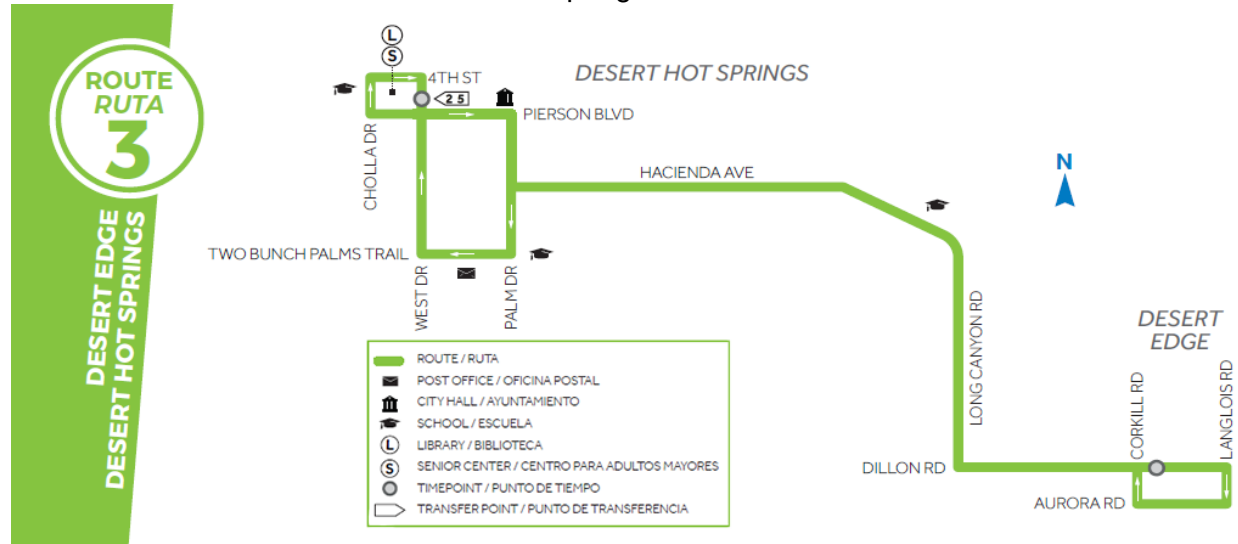 ROUTE
RUTA
3
DESERT EDGE
DESERT HOT SPRINGS
L
S
4TH ST
2 5
DESERT HOT SPRINGS
PIERSON BLVD
CHOLLA DR
HACIENDA AVE
N
TWO BUNCH PALMS TRAIL
WEST DR
PALM DR
LONG CANYON RD
DESERT
EDGE
CORKILL RD
LANGLOIS RD
DILLON RD
AURORA RD
ROUTE / RUTA
POST OFFICE / OFICINA POSTAL
CITY HALL / AYUNTAMIENTO
SCHOOL / ESCUELA
L LIBRARY / BIBLIOTECA
S SENIOR CENTER / CENTRO PARA ADULTOS MAYORES
TIMEPOINT / PUNTO DE TIEMPO
TRANSFER POINT / PUNTO DE TRANSFERENCIA